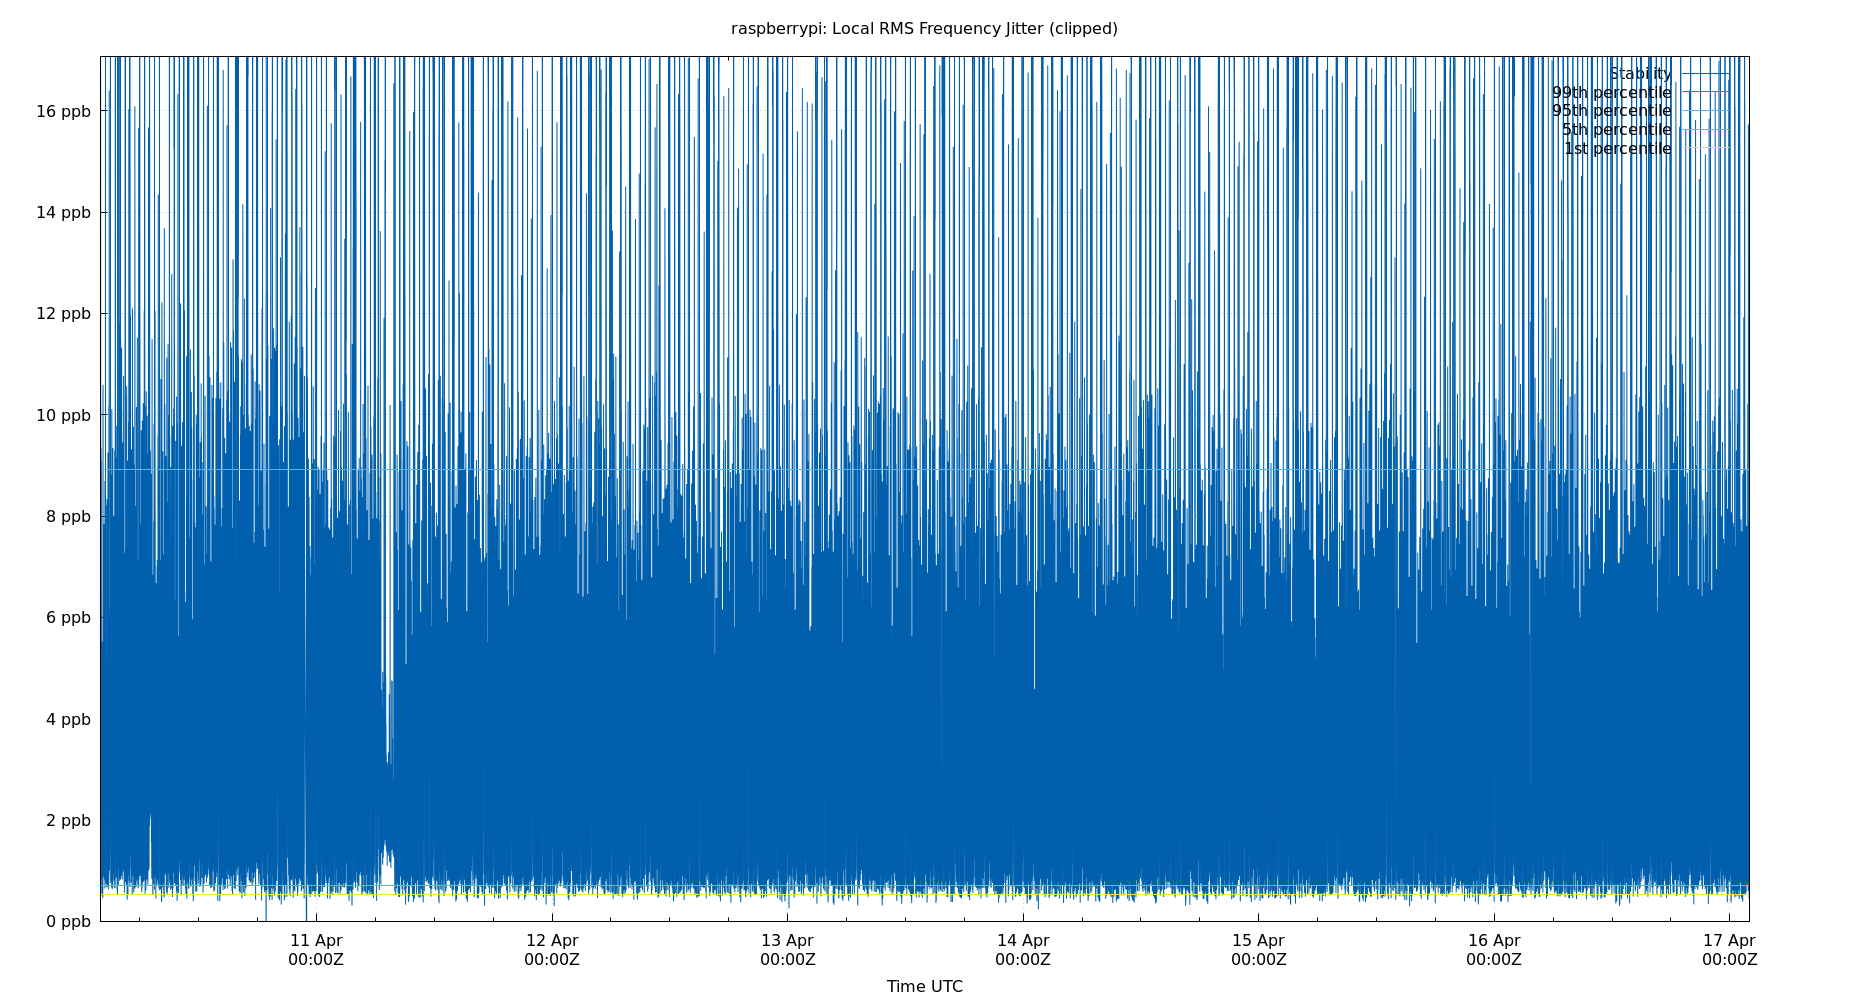 raspberrypi: Local RMS Frequency Jitter (clipped)
Stability
99th percentile
95th percentile
5th percentile
1st percentile
16 ppb
14 ppb
12 ppb
10 ppb
8 ppb
6 ppb
4 ppb
2 ppb
0 ppb
11 Apr 12 Apr 13 Apr 14 Apr 15 Apr 16 Apr 17 Apr
00:00Z 00:00Z 00:00Z 00:00Z 00:00Z 00:00Z 00:00Z
Time UTC